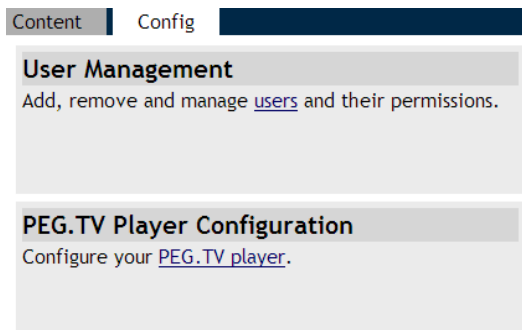 Content Config
User Management
Add, remove and manage users and their permissions.
PEG.TV Player Configuration
Configure your PEG.TV player.